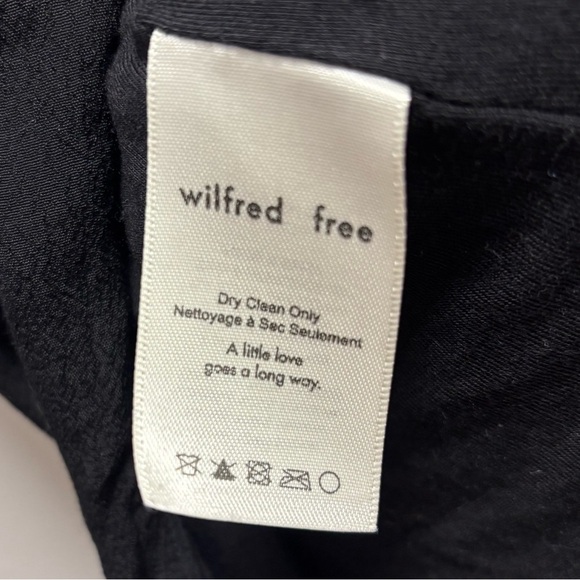 wilfred free
Dry Clean Only
Nettoyage à Sec Seulement
A little love
goes a long way.